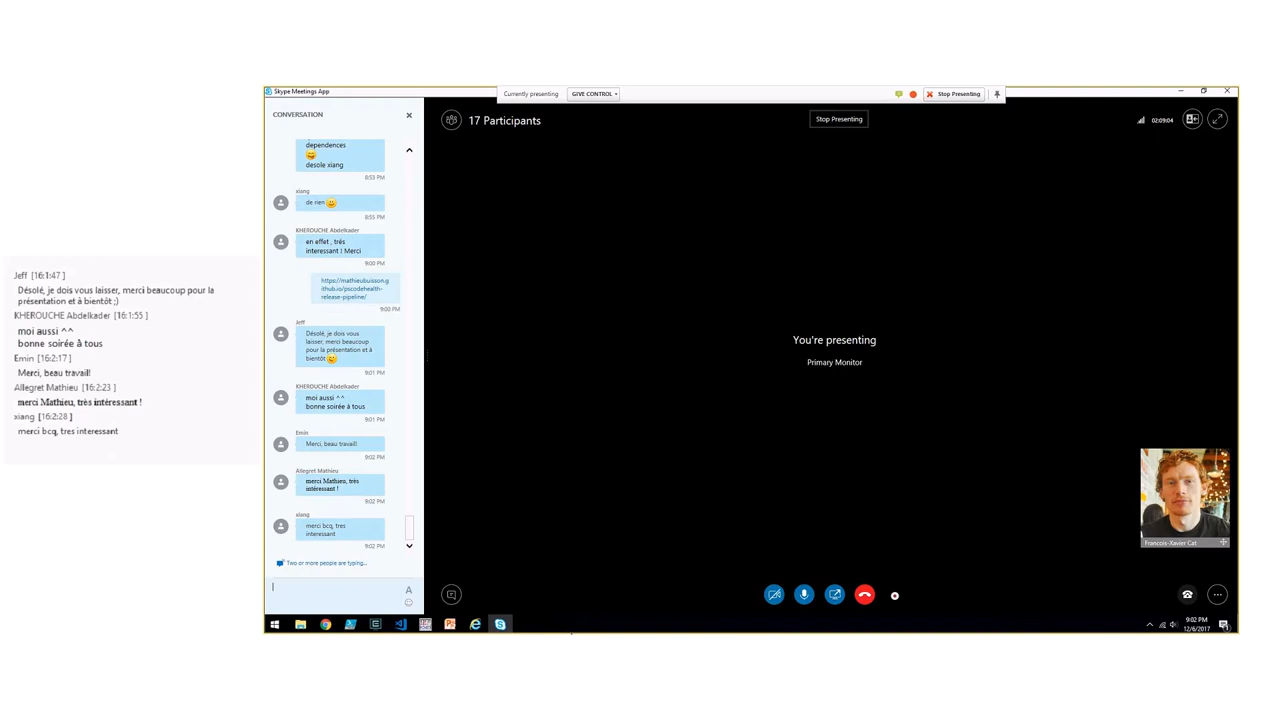 Jeff [16:1:47]
Désolé, je dois vous laisser, merci beaucoup pour la
présentation et à bientôt ;)
KHEROUCHE Abdelkader [16:1:55 ]
moi aussi ^^
bonne soirée à tous
Emin [16:2:17]
Merci, beau travail!
Allegret Mathieu [16:2:23 ]
merci Mathieu, très intéressant !
xiang [16:2:28 ]
merci bcq, tres interessant
Skype Meetings App
Currently presenting
GIVE CONTROL
Stop Presenting
CONVERSATION
dependences
desole xiang
8:53 PM
xiang
de rien
8:55 PM
KHEROUCHE Abdelkader
en effet , trés
interessant ! Merci
9:00 PM
https://mathieubuisson.g
ithub.io/pscodehealth-
release-pipeline/
9:00 PM
Jeff
Désolé, je dois vous
laisser, merci beaucoup
pour la présentation et à
bientôt
9:01 PM
KHEROUCHE Abdelkader
moi aussi ^^
bonne soirée à tous
9:01 PM
Emin
Merci, beau travail!
9:02 PM
Allegret Mathieu
merci Mathieu, très
intéressant !
9:02 PM
xiang
merci bcq, tres
interessant
9:02 PM
Two or more people are typing...
A
17 Participants
Stop Presenting
02:09:04
You're presenting
Primary Monitor
Francois-Xavier Cat
9:02 PM
12/6/2017